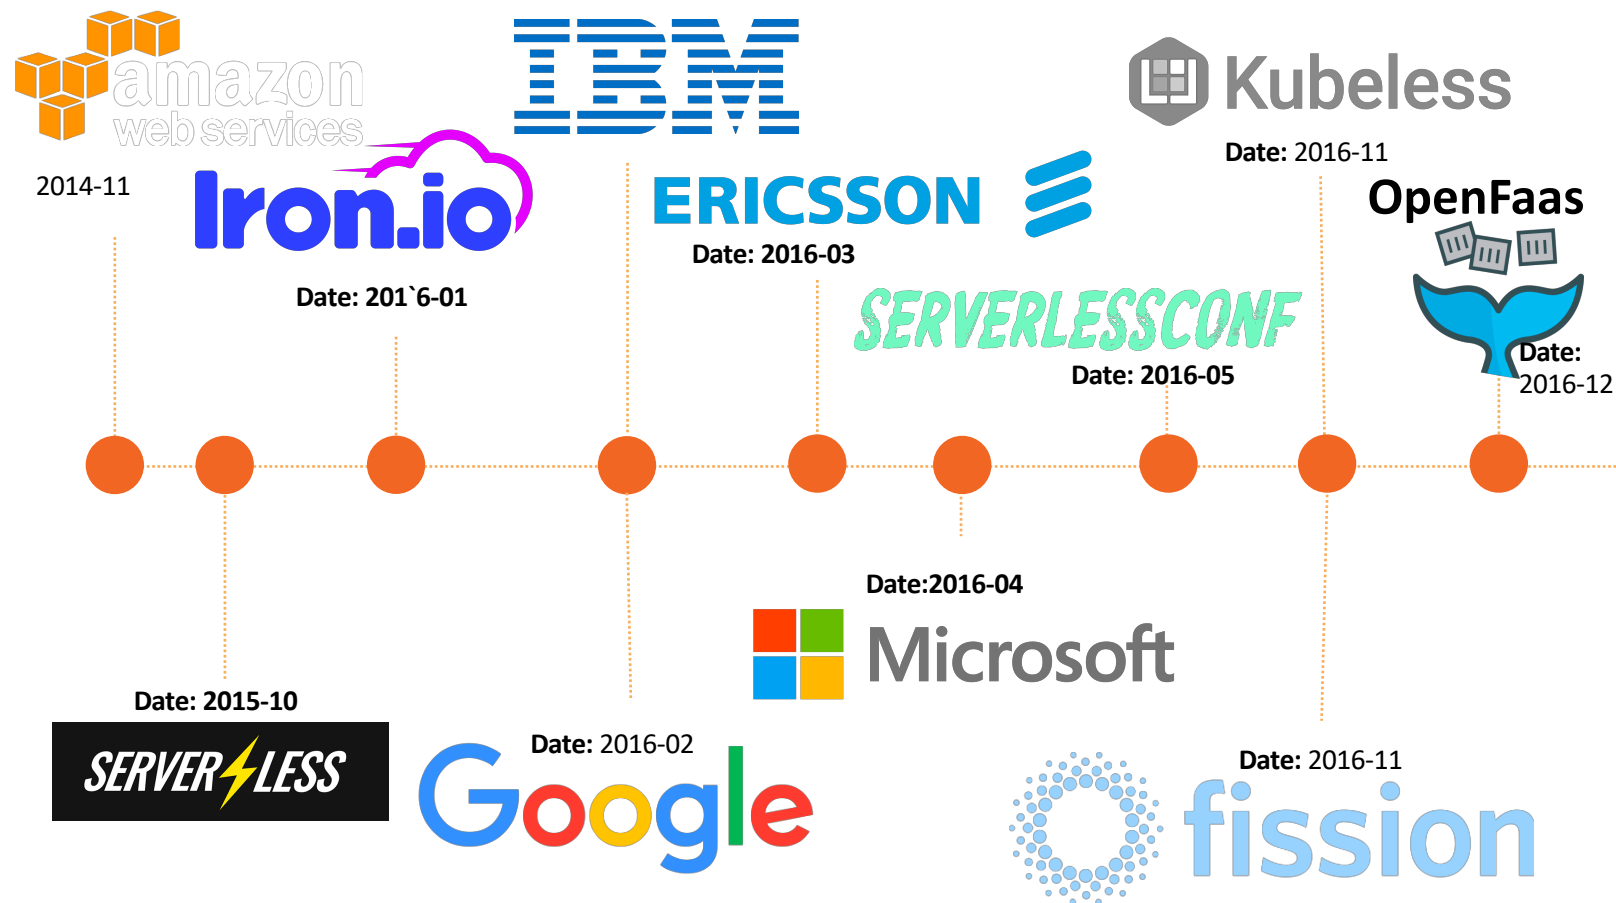 amazon
web services
2014-11
Iron.io
Date: 201`6-01
IBM
ERICSSON
Date: 2016-03
SERVERLESSCONF
Date: 2016-05
Kubeless
Date: 2016-11
OpenFaas
Date:
2016-12
Date: 2015-10
SERVERLESS
Date: 2016-02
Google
Date:2016-04
Microsoft
Date: 2016-11
fission